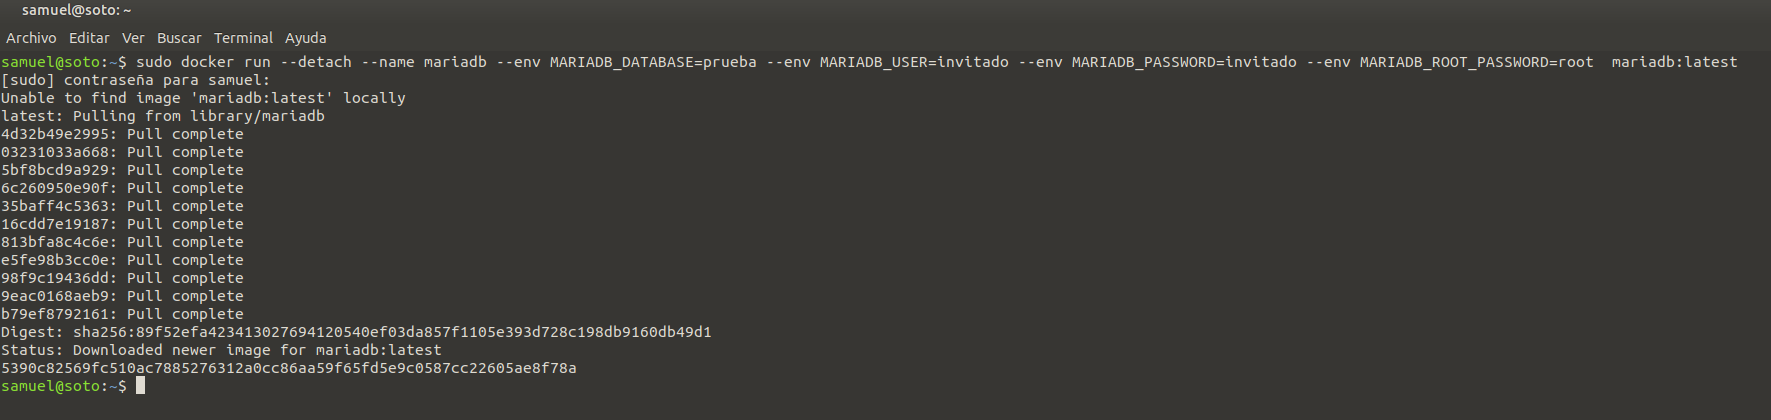 samuel@soto: ~
Archivo Editar Ver Buscar Terminal Ayuda
samuel@soto:~$ sudo docker run --detach --name mariadb --env MARIADB_DATABASE=prueba --env MARIADB_USER=invitado --env MARIADB_PASSWORD=invitado --env MARIADB_ROOT_PASSWORD=root  mariadb:latest
[sudo] contraseña para samuel:
Unable to find image 'mariadb:latest' locally
latest: Pulling from library/mariadb
4d32b49e2995: Pull complete
03231033a668: Pull complete
5bf8bcd9a929: Pull complete
6c260950e90f: Pull complete
35baff4c5363: Pull complete
16cdd7e19187: Pull complete
813bfa8c4c6e: Pull complete
e5fe98b3cc0e: Pull complete
98f9c19436dd: Pull complete
9eac0168aeb9: Pull complete
b79ef8792161: Pull complete
Digest: sha256:89f52efa423413027694120540ef03da857f1105e393d728c198db9160db49d1
Status: Downloaded newer image for mariadb:latest
5390c82569fc510ac7885276312a0cc86aa59f65fd5e9c0587cc22605ae8f78a
samuel@soto:~$